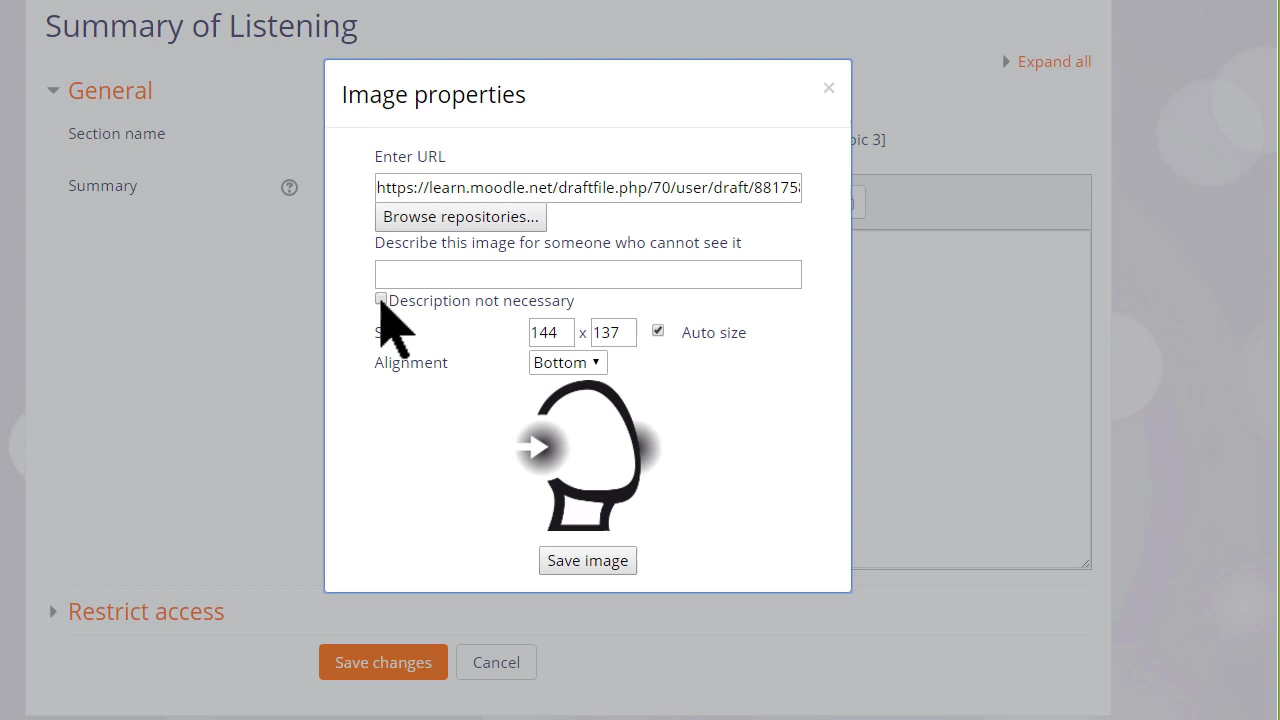 Summary of Listening
Expand all
General
Image properties
×
Section name
pic 3]
Enter URL
https://learn.moodle.net/draftfile.php/70/user/draft/88175
Summary
Browse repositories...
Describe this image for someone who cannot see it
Description not necessary
144 x 137 Auto size
Alignment Bottom
Save image
Restrict access
Save changes Cancel